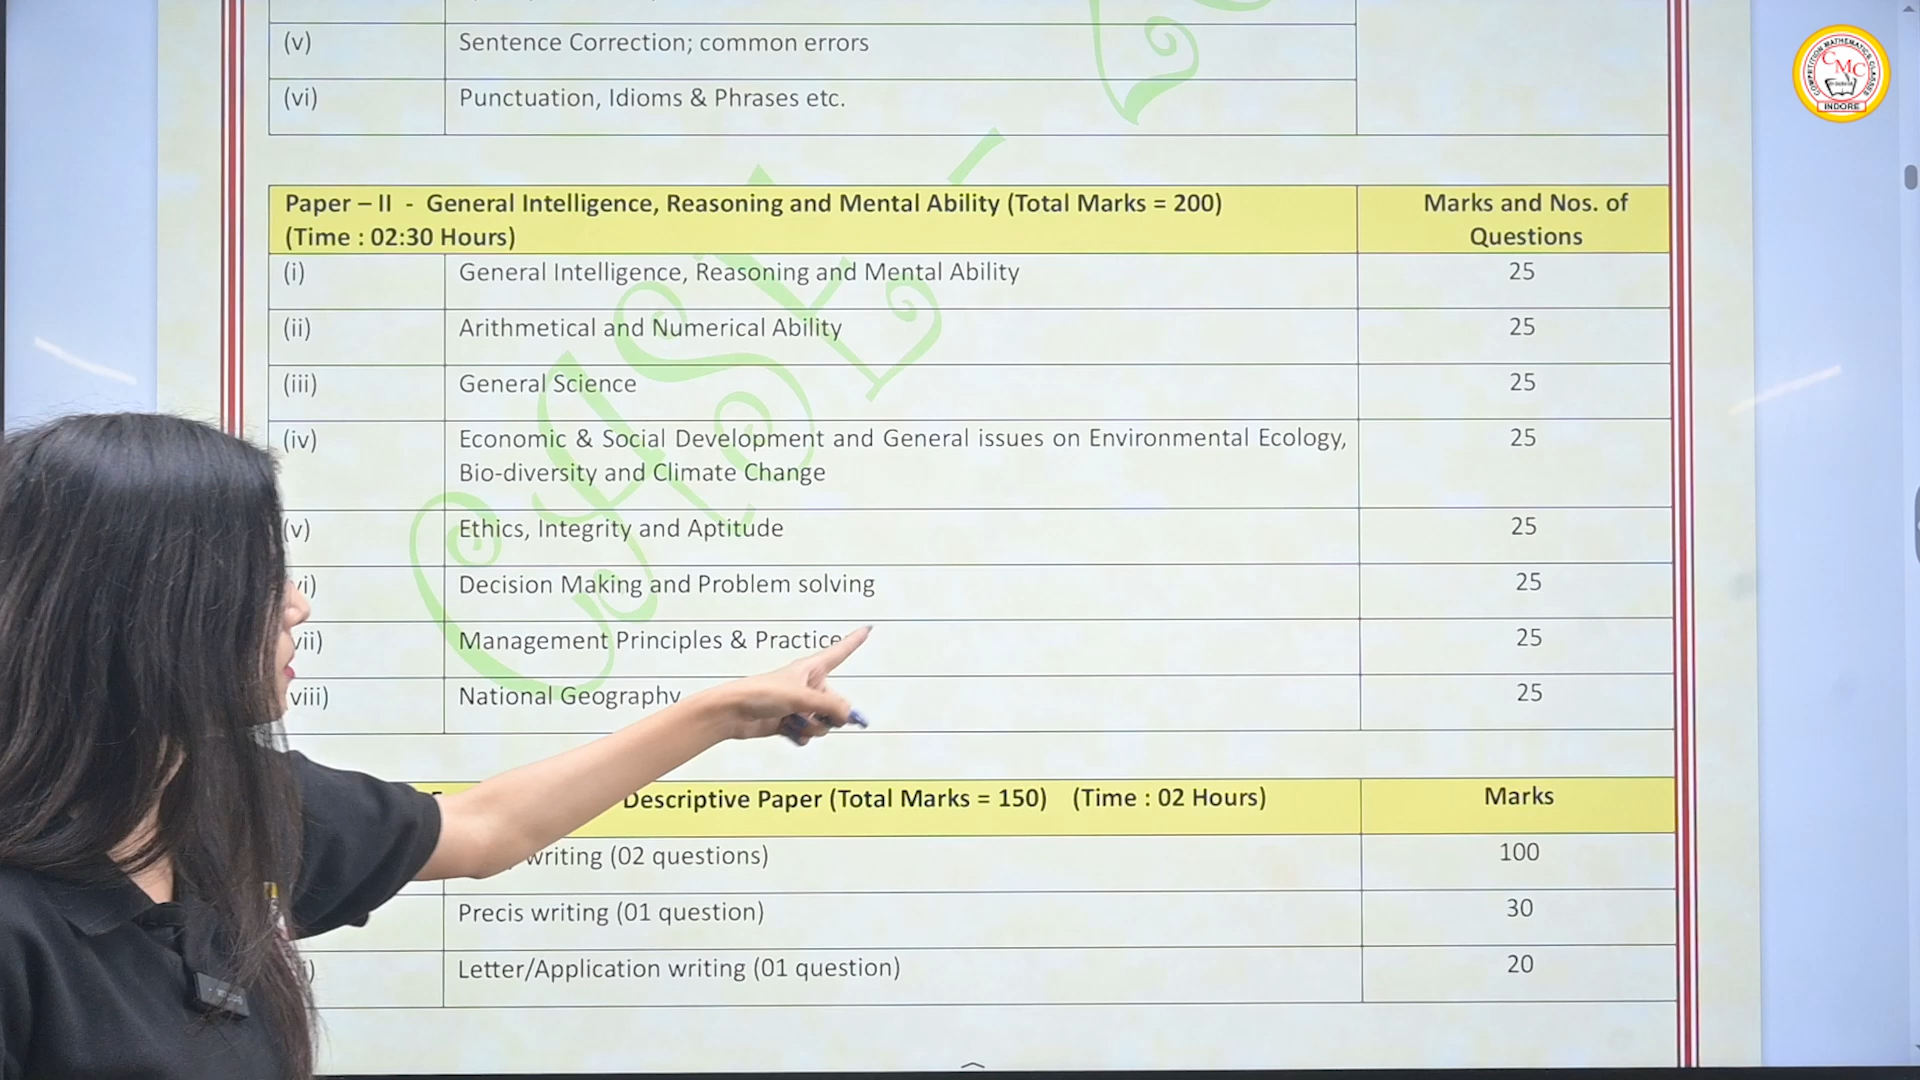 (v) Sentence Correction; common errors
(vi) Punctuation, Idioms & Phrases etc.
Paper – II - General Intelligence, Reasoning and Mental Ability (Total Marks = 200)
(Time : 02:30 Hours)
Marks and Nos. of
Questions
(i) General Intelligence, Reasoning and Mental Ability 25
(ii) Arithmetical and Numerical Ability 25
(iii) General Science 25
(iv) Economic & Social Development and General issues on Environmental Ecology, 25
Bio-diversity and Climate Change
(v) Ethics, Integrity and Aptitude 25
vi) Decision Making and Problem solving 25
vii) Management Principles & Practice 25
viii) National Geography 25
Descriptive Paper (Total Marks = 150) (Time : 02 Hours) Marks
writing (02 questions) 100
Precis writing (01 question) 30
Letter/Application writing (01 question) 20
COMPETITION MATHEMATICS CLASSES
CMC
INDORE